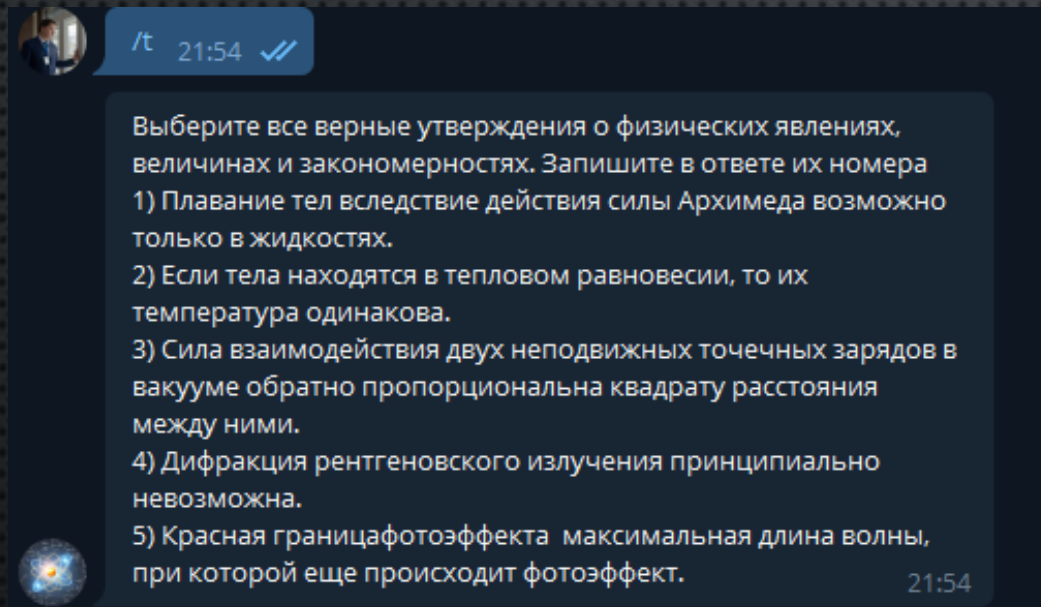 /t 21:54
Выберите все верные утверждения о физических явлениях,
величинах и закономерностях. Запишите в ответе их номера
1) Плавание тел вследствие действия силы Архимеда возможно
только в жидкостях.
2) Если тела находятся в тепловом равновесии, то их
температура одинакова.
3) Сила взаимодействия двух неподвижных точечных зарядов в
вакууме обратно пропорциональна квадрату расстояния
между ними.
4) Дифракция рентгеновского излучения принципиально
невозможна.
5) Красная границафотоэффекта  максимальная длина волны,
при которой еще происходит фотоэффект.
21:54